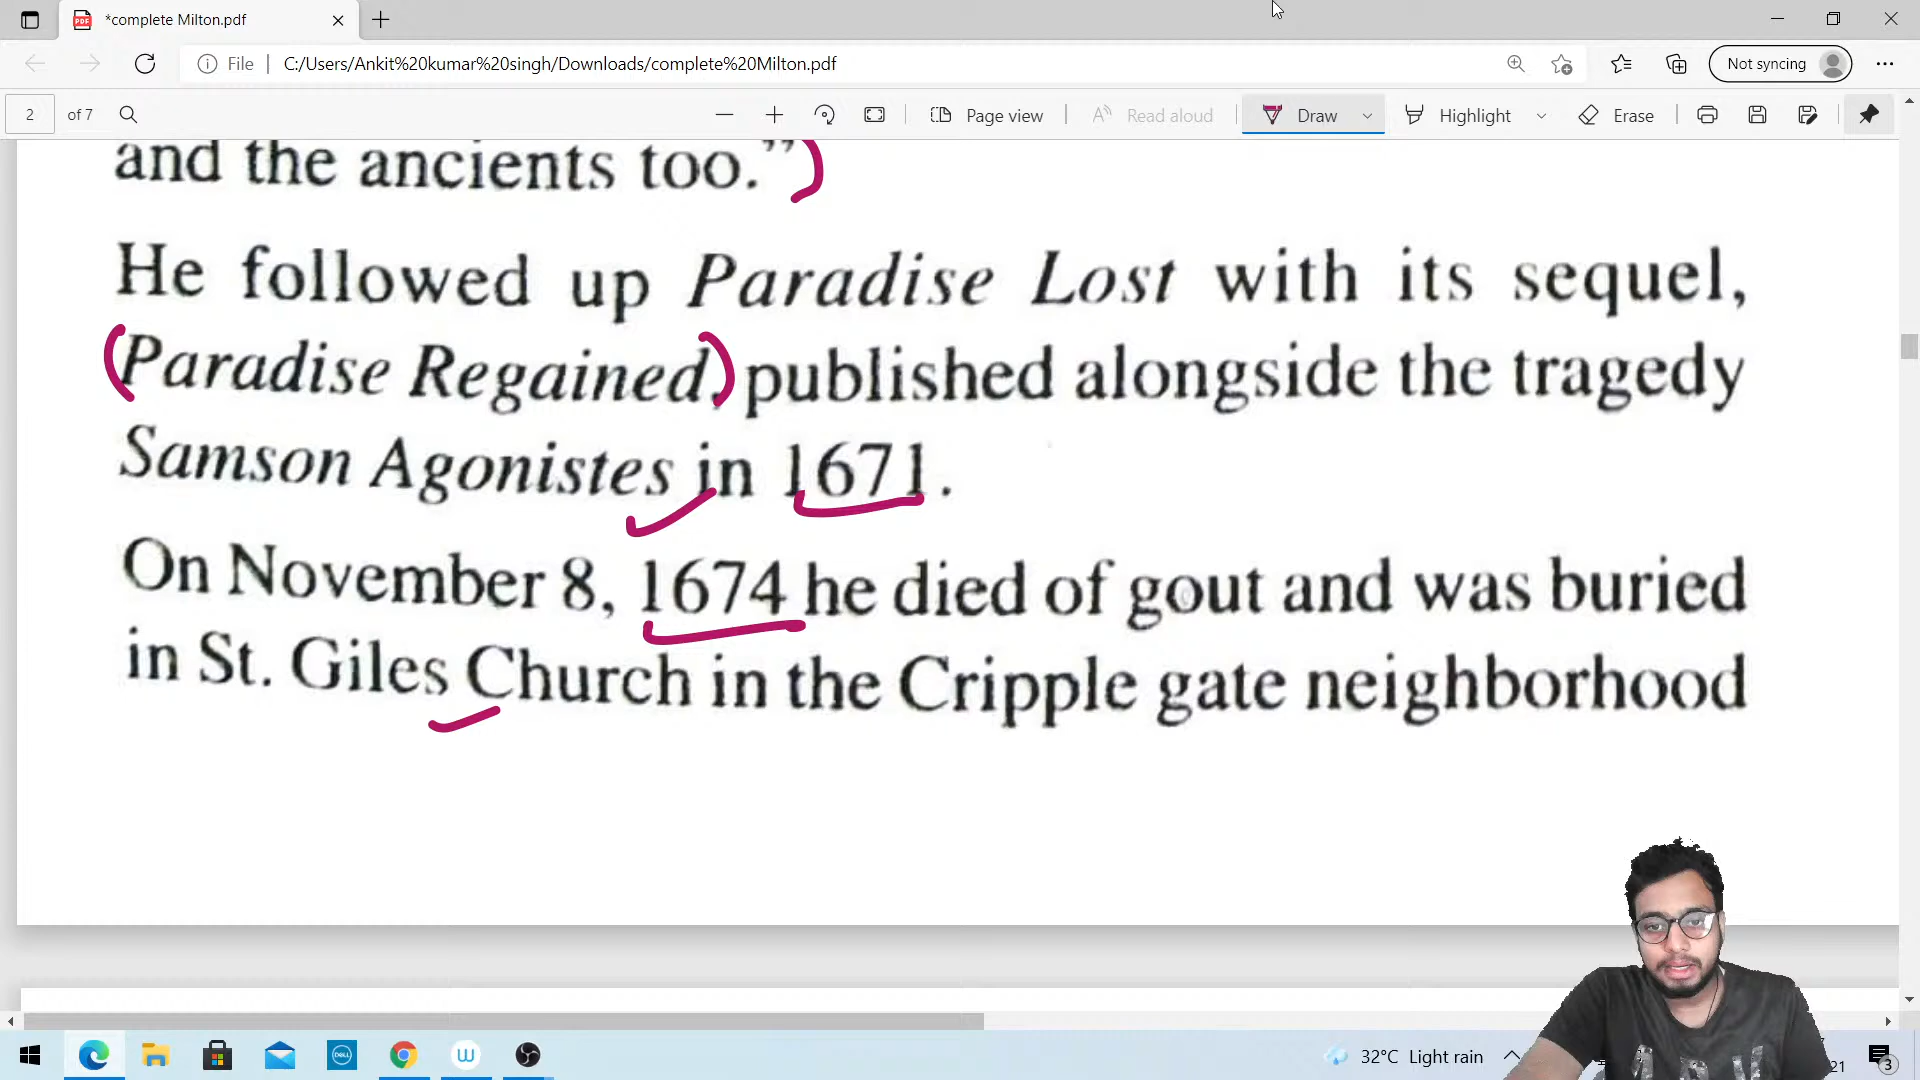 *complete Milton.pdf
File
C:/Users/Ankit%20kumar%20singh/Downloads/complete%20Milton.pdf
Not syncing
2 of 7
Page view
Read aloud
Draw
Highlight
Erase
and the ancients too.”
He followed up Paradise Lost with its sequel,
Paradise Regained, published alongside the tragedy
Samson Agonistes in 1671.
On November 8, 1674 he died of gout and was buried
in St. Giles Church in the Cripple gate neighborhood
DELL
W
32°C Light rain
21
3